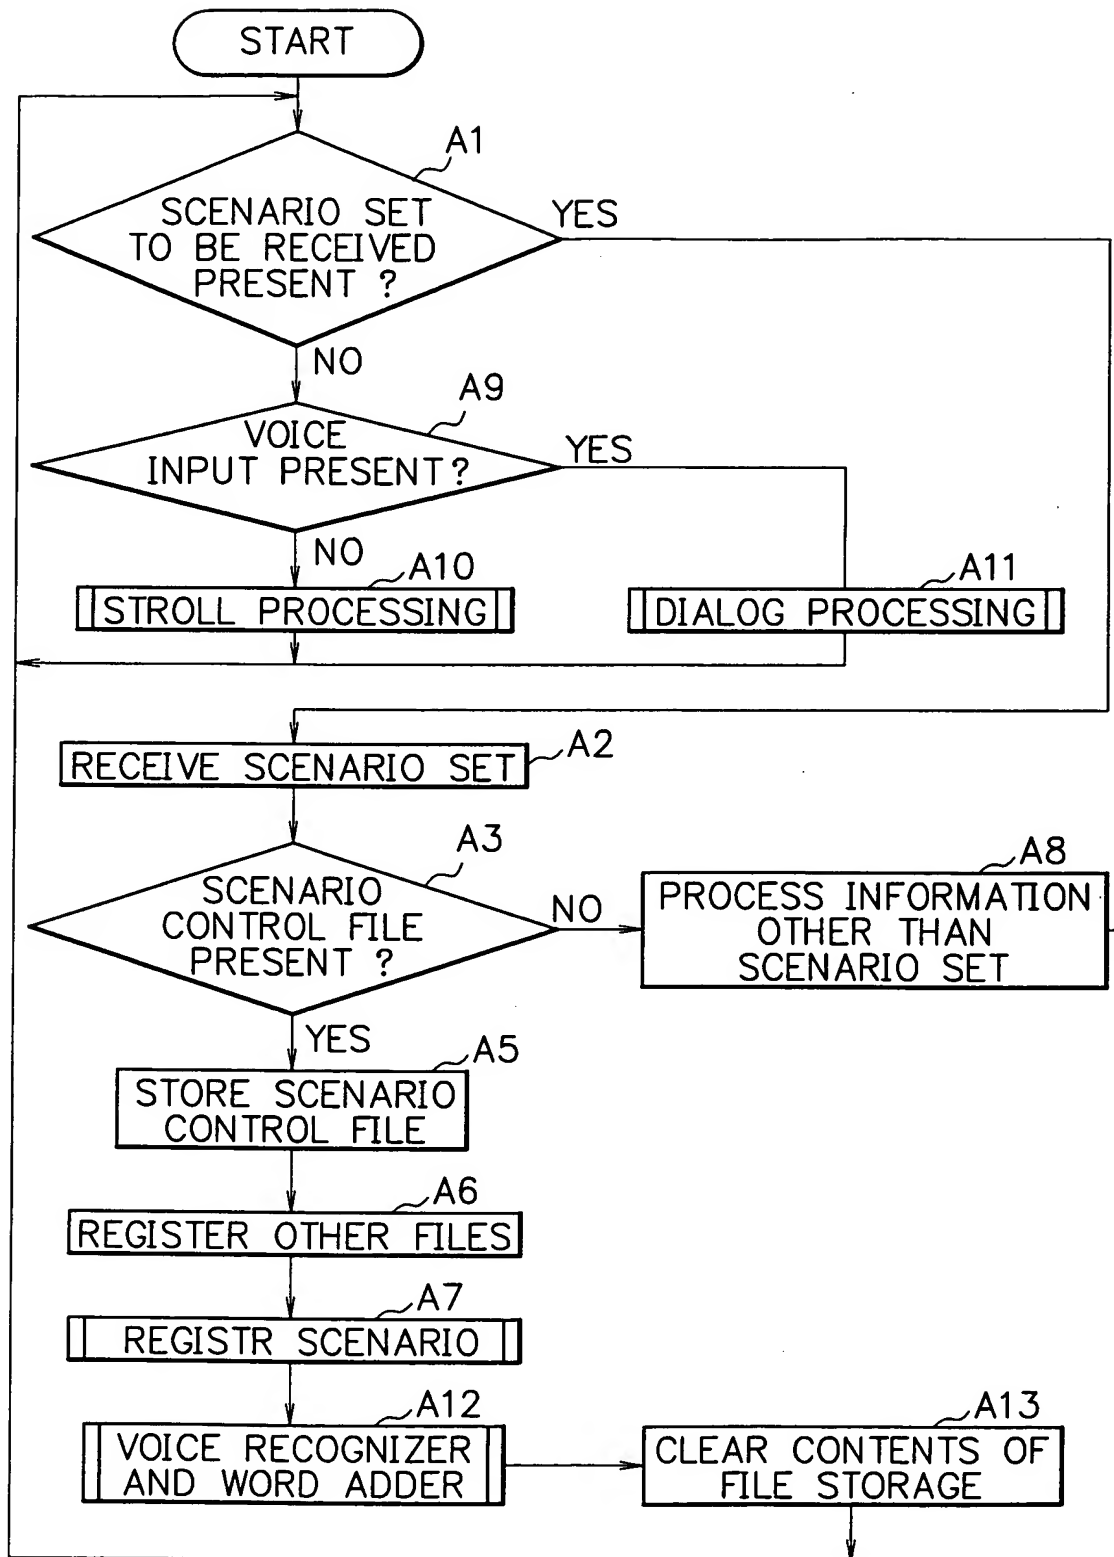 START
A1
SCENARIO SET
TO BE RECEIVED
PRESENT ?
YES
NO
A9
VOICE
INPUT PRESENT?
YES
NO
A10
STROLL PROCESSING
A11
DIALOG PROCESSING
RECEIVE SCENARIO SET
A2
A3
SCENARIO
CONTROL FILE
PRESENT ?
NO
A8
PROCESS INFORMATION
OTHER THAN
SCENARIO SET
YES
A5
STORE SCENARIO
CONTROL FILE
A6
REGISTER OTHER FILES
A7
REGISTR SCENARIO
A12
VOICE RECOGNIZER
AND WORD ADDER
A13
CLEAR CONTENTS OF
FILE STORAGE